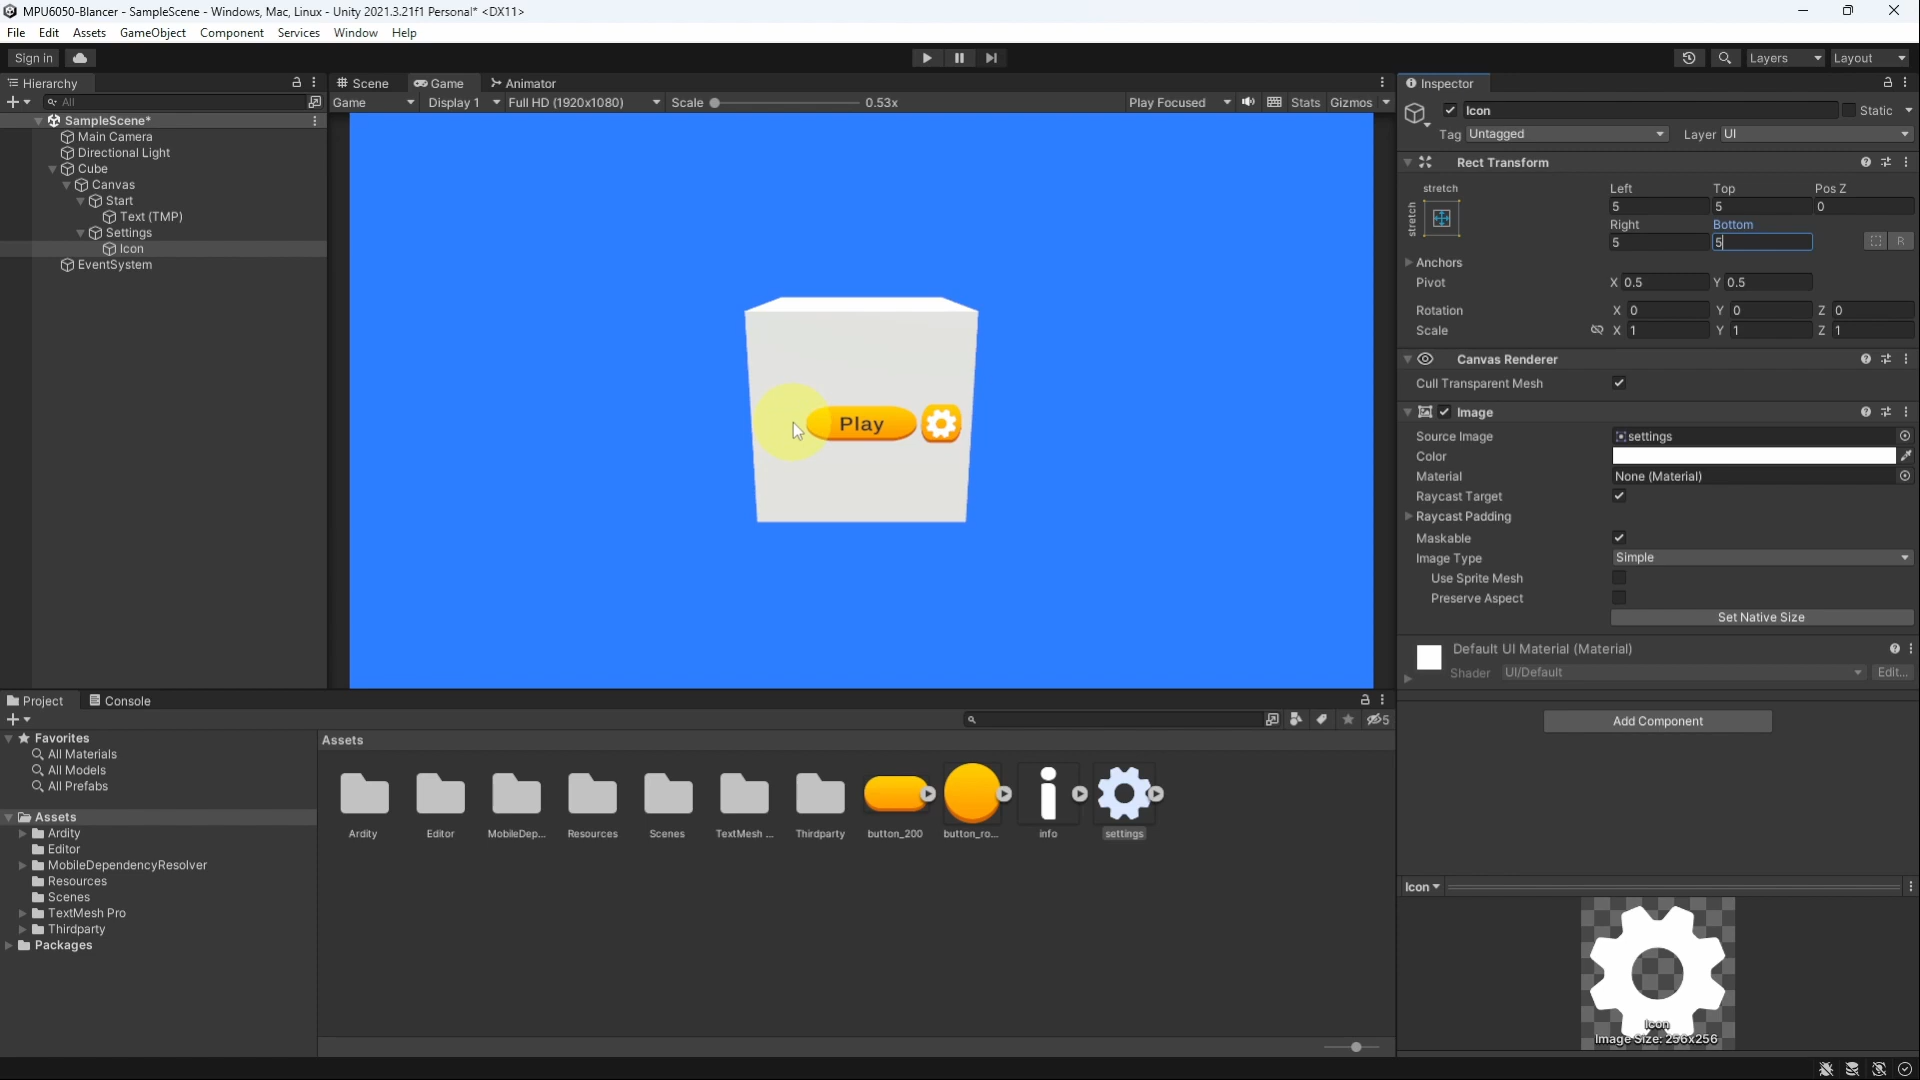 MPU6050-Blancer - SampleScene - Windows, Mac, Linux - Unity 2021.3.21f1 Personal* <DX11>
File Edit Assets GameObject Component Services Window Help
Sign in Layers Layout
Hierarchy
All
SampleScene*
Main Camera
Directional Light
Cube
Canvas
Start
Text (TMP)
Settings
Icon
EventSystem
Scene Game Animator
Game Display 1 Full HD (1920x1080) Scale 0.53x Play Focused Stats Gizmos
Play
Inspector
Icon Static
Tag Untagged Layer UI
Rect Transform
stretch Left Top Pos Z
stretch 5 5 0
Right Bottom
5 5 R
Anchors
Pivot X 0.5 Y 0.5
Rotation X 0 Y 0 Z 0
Scale X 1 Y 1 Z 1
Canvas Renderer
Cull Transparent Mesh
Image
Source Image settings
Color
Material None (Material)
Raycast Target
Raycast Padding
Maskable
Image Type Simple
Use Sprite Mesh
Preserve Aspect
Set Native Size
Default UI Material (Material)
Shader UI/Default Edit...
Add Component
Icon
Icon
Image Size: 256x256
Project Console
5
Favorites
All Materials
All Models
All Prefabs
Assets
Ardity
Editor
MobileDependencyResolver
Resources
Scenes
TextMesh Pro
Thirdparty
Packages
Assets
Ardity Editor MobileDep... Resources Scenes TextMesh ... Thirdparty button_200 button_ro... info settings